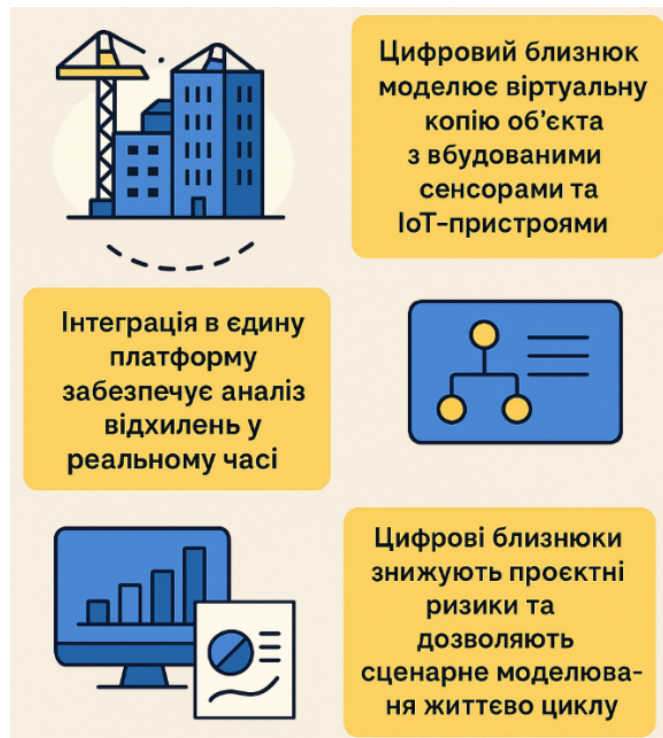 Цифровий близнюк
моделює віртуальну
копію об’єкта
з вбудованими
сенсорами та
IoT-пристроями
Інтеграція в єдину
платформу
забезпечує аналіз
відхилень у
реальному часі
Цифрові близнюки
знижують проєктні
ризики та
дозволяють
сценарне моделюва-
ня життєво циклу